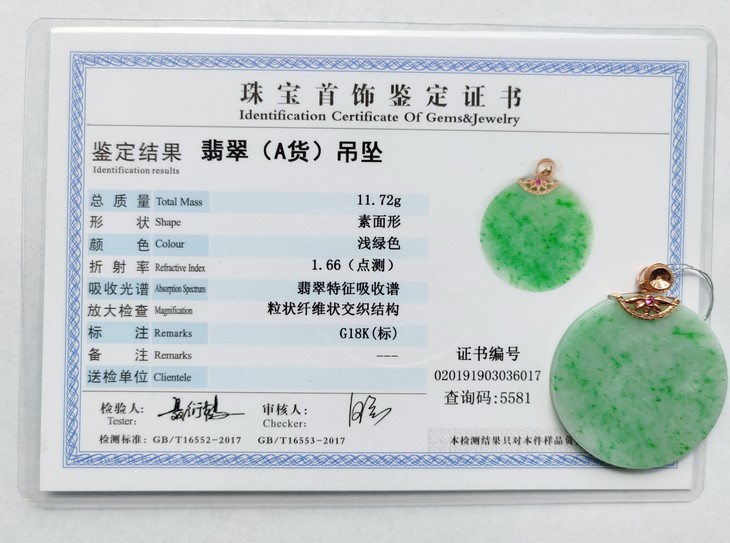 珠宝首饰鉴定证书
Identification Certificate Of Gems&Jewelry
鉴定结果 翡翠（A货）吊坠
Identification results
总质量 Total Mass 11.72g
形状 Shape 素面形
颜色 Colour 浅绿色
折射率 Refractive Index 1.66（点测）
吸收光谱 Absorption Spectrum 翡翠特征吸收谱
放大检查 Magnification 粒状纤维状交织结构
标注 Remarks G18K(标)
备注 Remarks ---
送检单位 Clientele
证书编号
020191903036017
查询码:5581
检验人:
Tester:
审核人:
Checker:
检测标准: GB/T16552-2017 GB/T16553-2017
本检测结果只对本件样品负